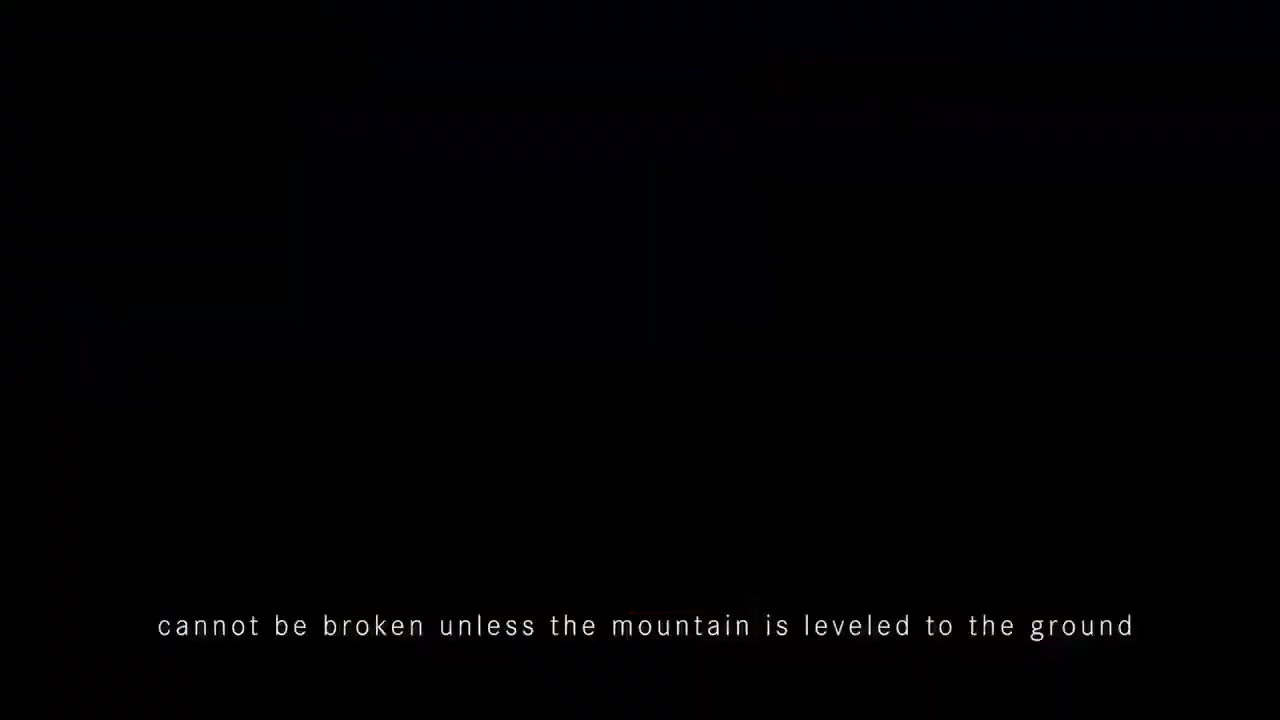 cannot be broken unless the mountain is leveled to the ground